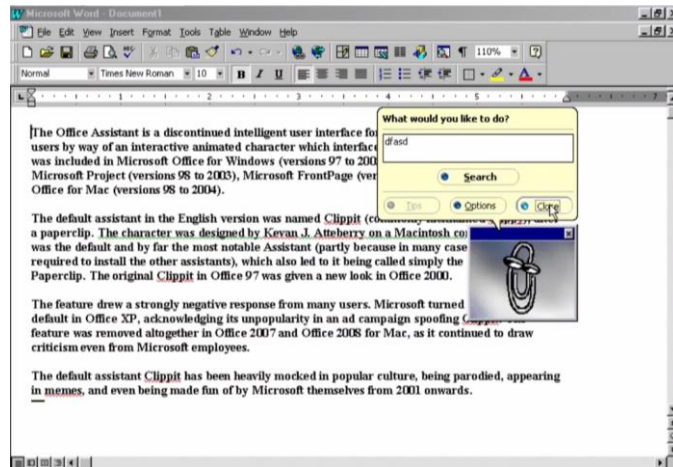 Microsoft Word - Document1
File Edit View Insert Format Tools Table Window Help
110%
Normal Times New Roman 10 B I U A
1 2 3 4 5 7
What would you like to do?
dfasd
Search
Tips Options Close
The Office Assistant is a discontinued intelligent user interface fo
users by way of an interactive animated character which interface
was included in Microsoft Office for Windows (versions 97 to 200
Microsoft Project (versions 98 to 2003), Microsoft FrontPage (ver
Office for Mac (versions 98 to 2004).
The default assistant in the English version was named Clippit
a paperclip. The character was designed by Kevan J. Atteberry on a Macintosh co
was the default and by far the most notable Assistant (partly because in many case
required to install the other assistants), which also led to it being called simply the
Paperclip. The original Clippit in Office 97 was given a new look in Office 2000.
The feature drew a strongly negative response from many users. Microsoft turned
default in Office XP, acknowledging its unpopularity in an ad campaign spoofing
feature was removed altogether in Office 2007 and Office 2008 for Mac, as it continued to draw
criticism even from Microsoft employees.
The default assistant Clippit has been heavily mocked in popular culture, being parodied, appearing
in memes, and even being made fun of by Microsoft themselves from 2001 onwards.